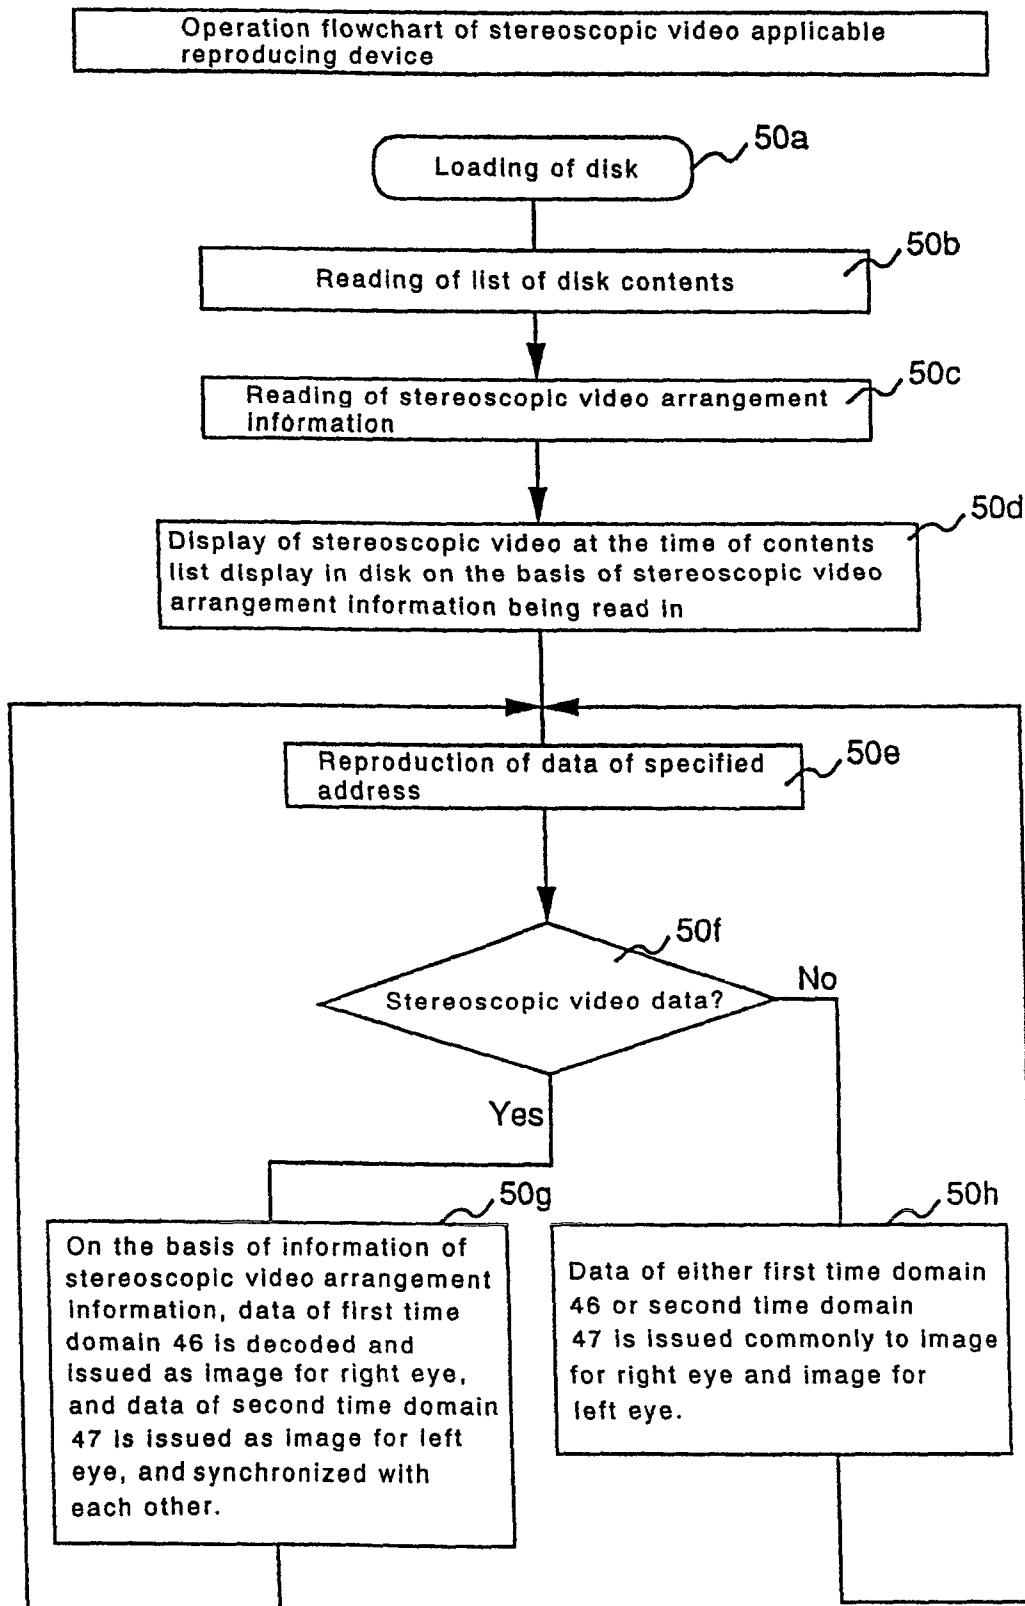 Operation flowchart of stereoscopic video applicable
reproducing device
50a
Loading of disk
50b
Reading of list of disk contents
50c
Reading of stereoscopic video arrangement
information
50d
Display of stereoscopic video at the time of contents
list display in disk on the basis of stereoscopic video
arrangement information being read in
50e
Reproduction of data of specified
address
50f
Stereoscopic video data?
No
Yes
50g
On the basis of information of
stereoscopic video arrangement
information, data of first time
domain 46 is decoded and
issued as image for right eye,
and data of second time domain
47 is issued as image for left
eye, and synchronized with
each other.
50h
Data of either first time domain
46 or second time domain
47 is issued commonly to image
for right eye and image for
left eye.